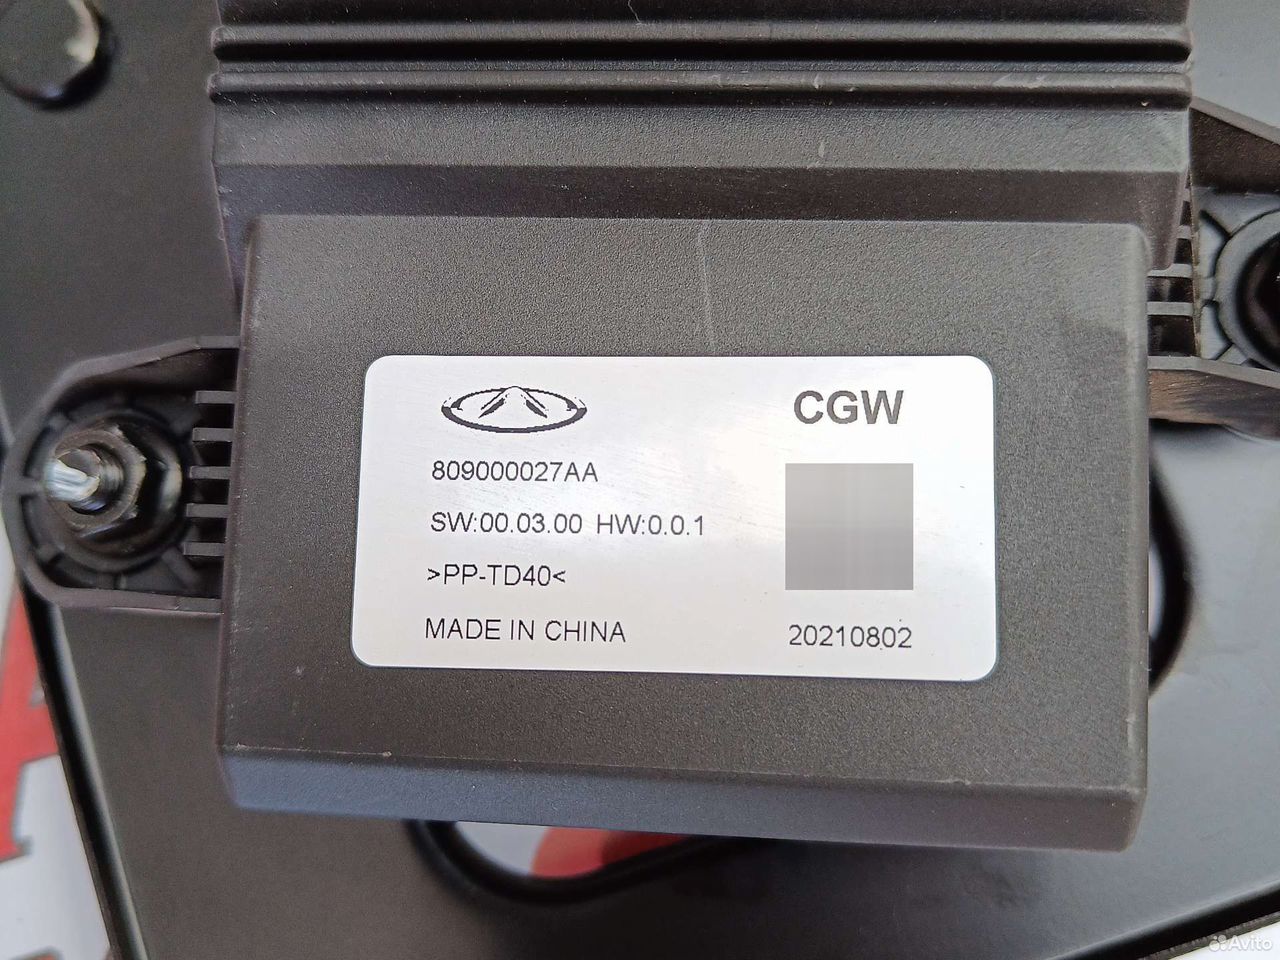 CGW
809000027AA
SW:00.03.00 HW:0.0.1
>PP-TD40<
MADE IN CHINA
20210802
Avito